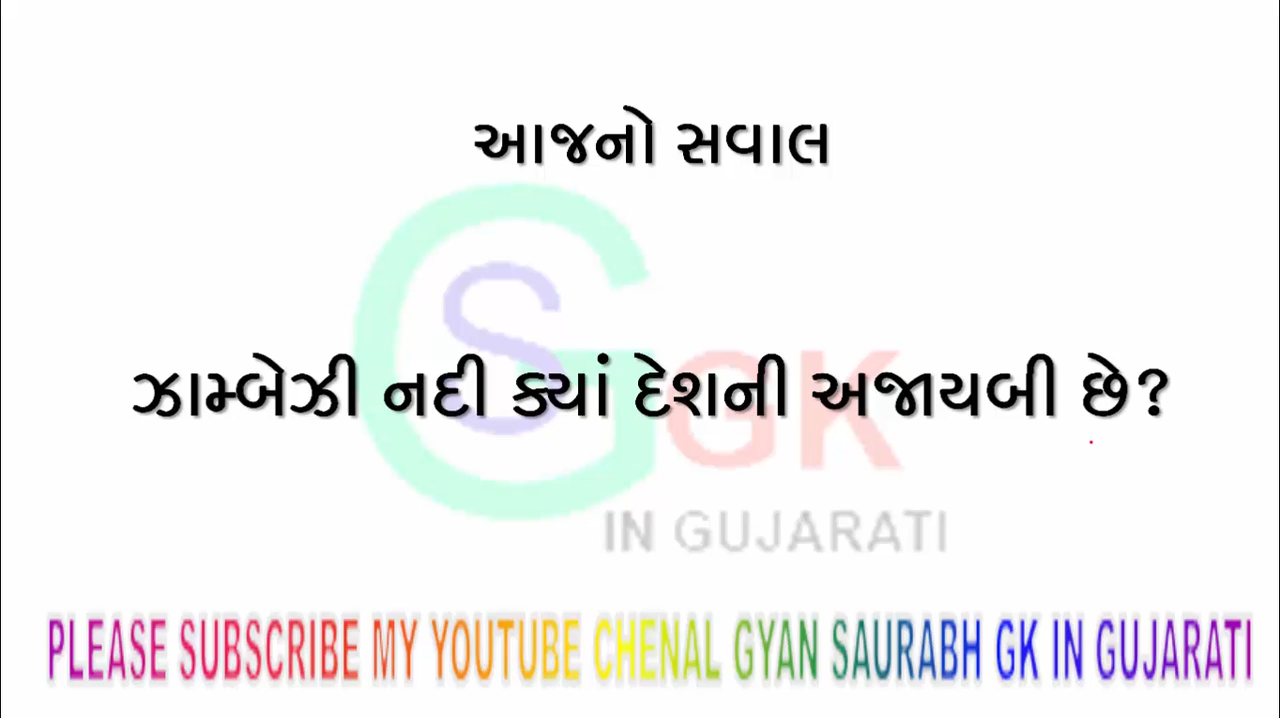 આજનો સવાલ
ઝામ્બેઝી નદી ક્યાં દેશની અજાયબી છે?
GS GK
IN GUJARATI
PLEASE SUBSCRIBE MY YOUTUBE CHENAL GYAN SAURABH GK IN GUJARATI